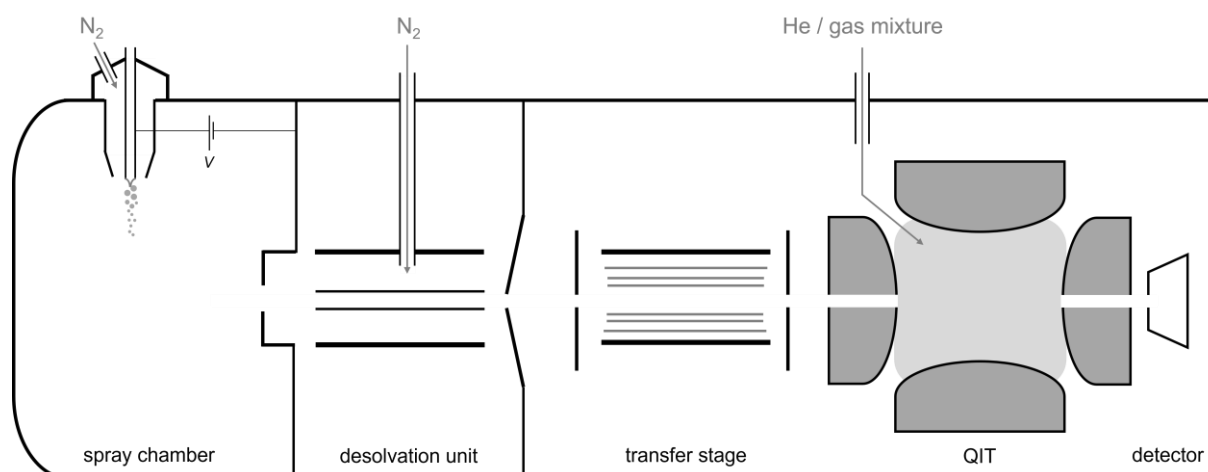 N₂
N₂
He / gas mixture
V
spray chamber
desolvation unit
transfer stage
QIT
detector